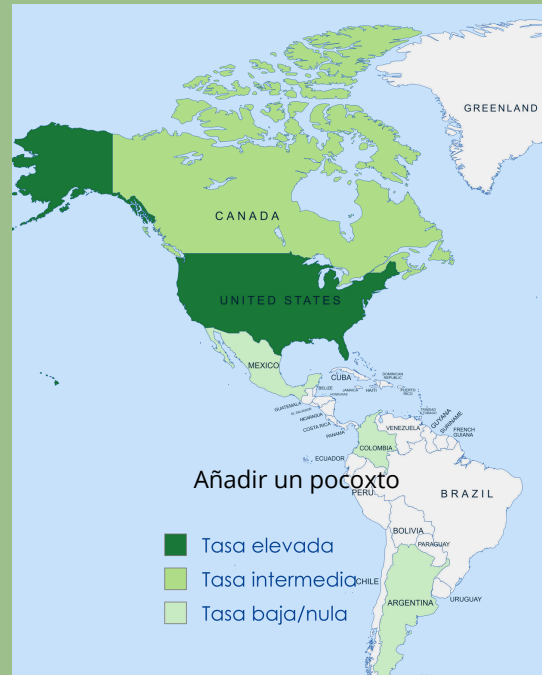 GREENLAND
CANADA
UNITED STATES
MEXICO
CUBA
DOMINICAN
REPUBLIC
BELIZE
JAMAICA
HAITI
PUERTO
RICO
HONDURAS
GUATEMALA
EL SALVADOR
NICARAGUA
COSTA RICA
PANAMA
TRINIDAD
& TOBAGO
GUYANA
SURINAME
FRENCH
GUIANA
VENEZUELA
COLOMBIA
ECUADOR
Añadir un pocoxto
PERU
BRAZIL
BOLIVIA
PARAGUAY
CHILE
ARGENTINA
URUGUAY
Tasa elevada
Tasa intermedia
Tasa baja/nula